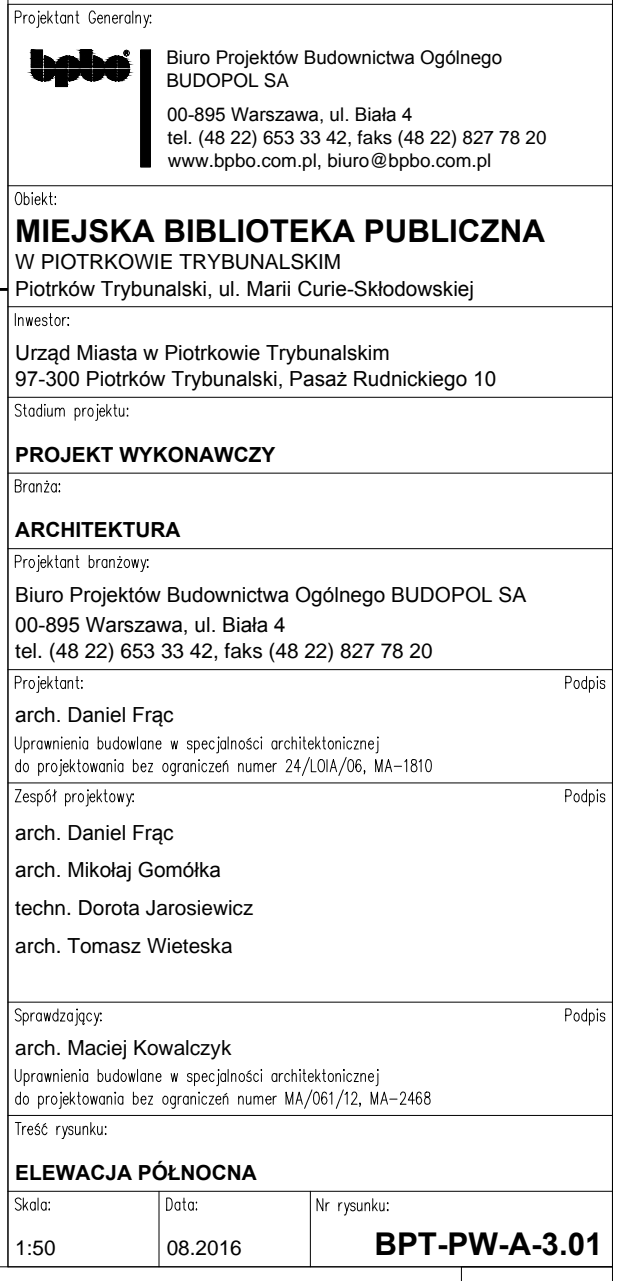 Projektant Generalny:
bpbo®
Biuro Projektów Budownictwa Ogólnego
BUDOPOL SA
00-895 Warszawa, ul. Biała 4
tel. (48 22) 653 33 42, faks (48 22) 827 78 20
www.bpbo.com.pl, biuro@bpbo.com.pl
Obiekt:
MIEJSKA BIBLIOTEKA PUBLICZNA
W PIOTRKOWIE TRYBUNALSKIM
Piotrków Trybunalski, ul. Marii Curie-Skłodowskiej
Inwestor:
Urząd Miasta w Piotrkowie Trybunalskim
97-300 Piotrków Trybunalski, Pasaż Rudnickiego 10
Stadium projektu:
PROJEKT WYKONAWCZY
Branża:
ARCHITEKTURA
Projektant branżowy:
Biuro Projektów Budownictwa Ogólnego BUDOPOL SA
00-895 Warszawa, ul. Biała 4
tel. (48 22) 653 33 42, faks (48 22) 827 78 20
Projektant: Podpis
arch. Daniel Frąc
Uprawnienia budowlane w specjalności architektonicznej
do projektowania bez ograniczeń numer 24/LOIA/06, MA-1810
Zespół projektowy: Podpis
arch. Daniel Frąc
arch. Mikołaj Gomółka
techn. Dorota Jarosiewicz
arch. Tomasz Wieteska
Sprawdzający: Podpis
arch. Maciej Kowalczyk
Uprawnienia budowlane w specjalności architektonicznej
do projektowania bez ograniczeń numer MA/061/12, MA-2468
Treść rysunku:
ELEWACJA PÓŁNOCNA
Skala: Data: Nr rysunku:
1:50 08.2016 BPT-PW-A-3.01